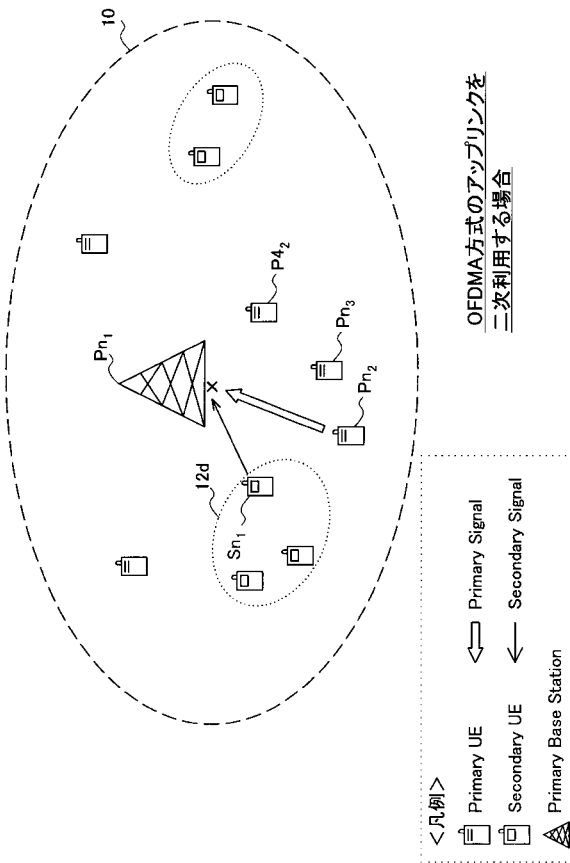 10
Pn1
P42
Pn3
Pn2
12d
Sn1
OFDMA方式のアップリンクを
二次利用する場合
<凡例>
Primary UE
Primary Signal
Secondary UE
Secondary Signal
Primary Base Station